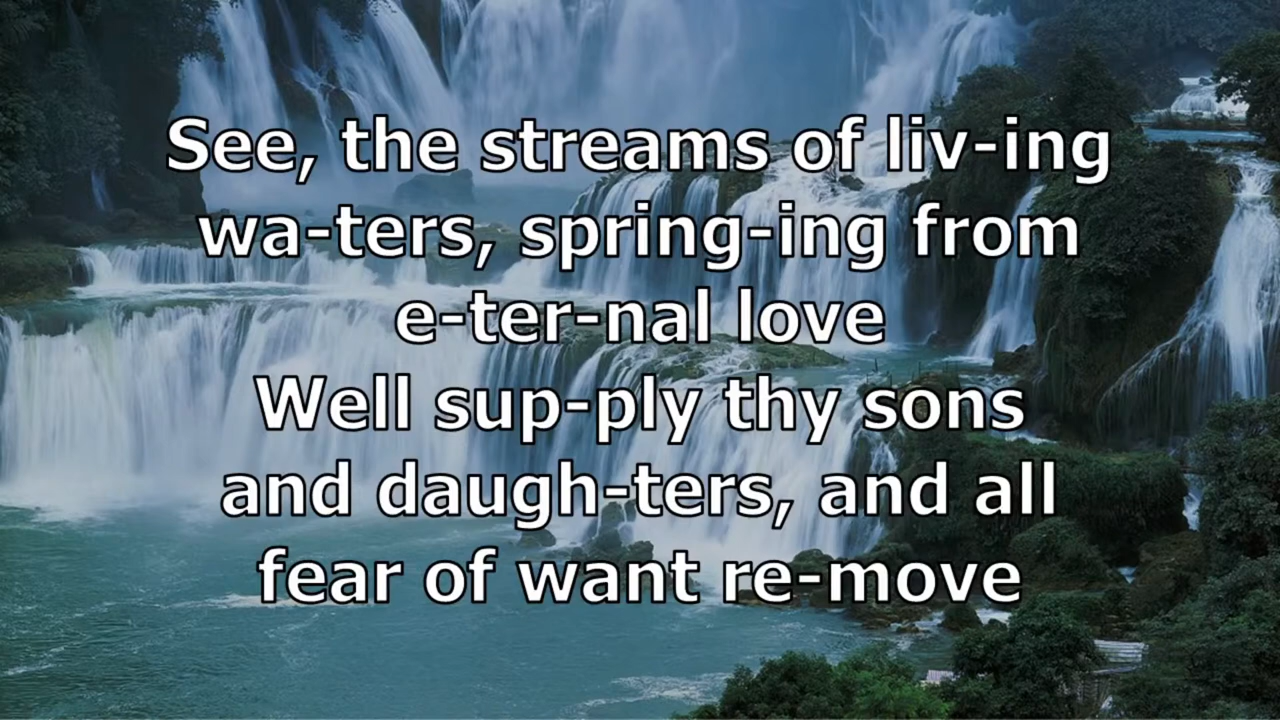 See, the streams of liv-ing
wa-ters, spring-ing from
e-ter-nal love
Well sup-ply thy sons
and daugh-ters, and all
fear of want re-move